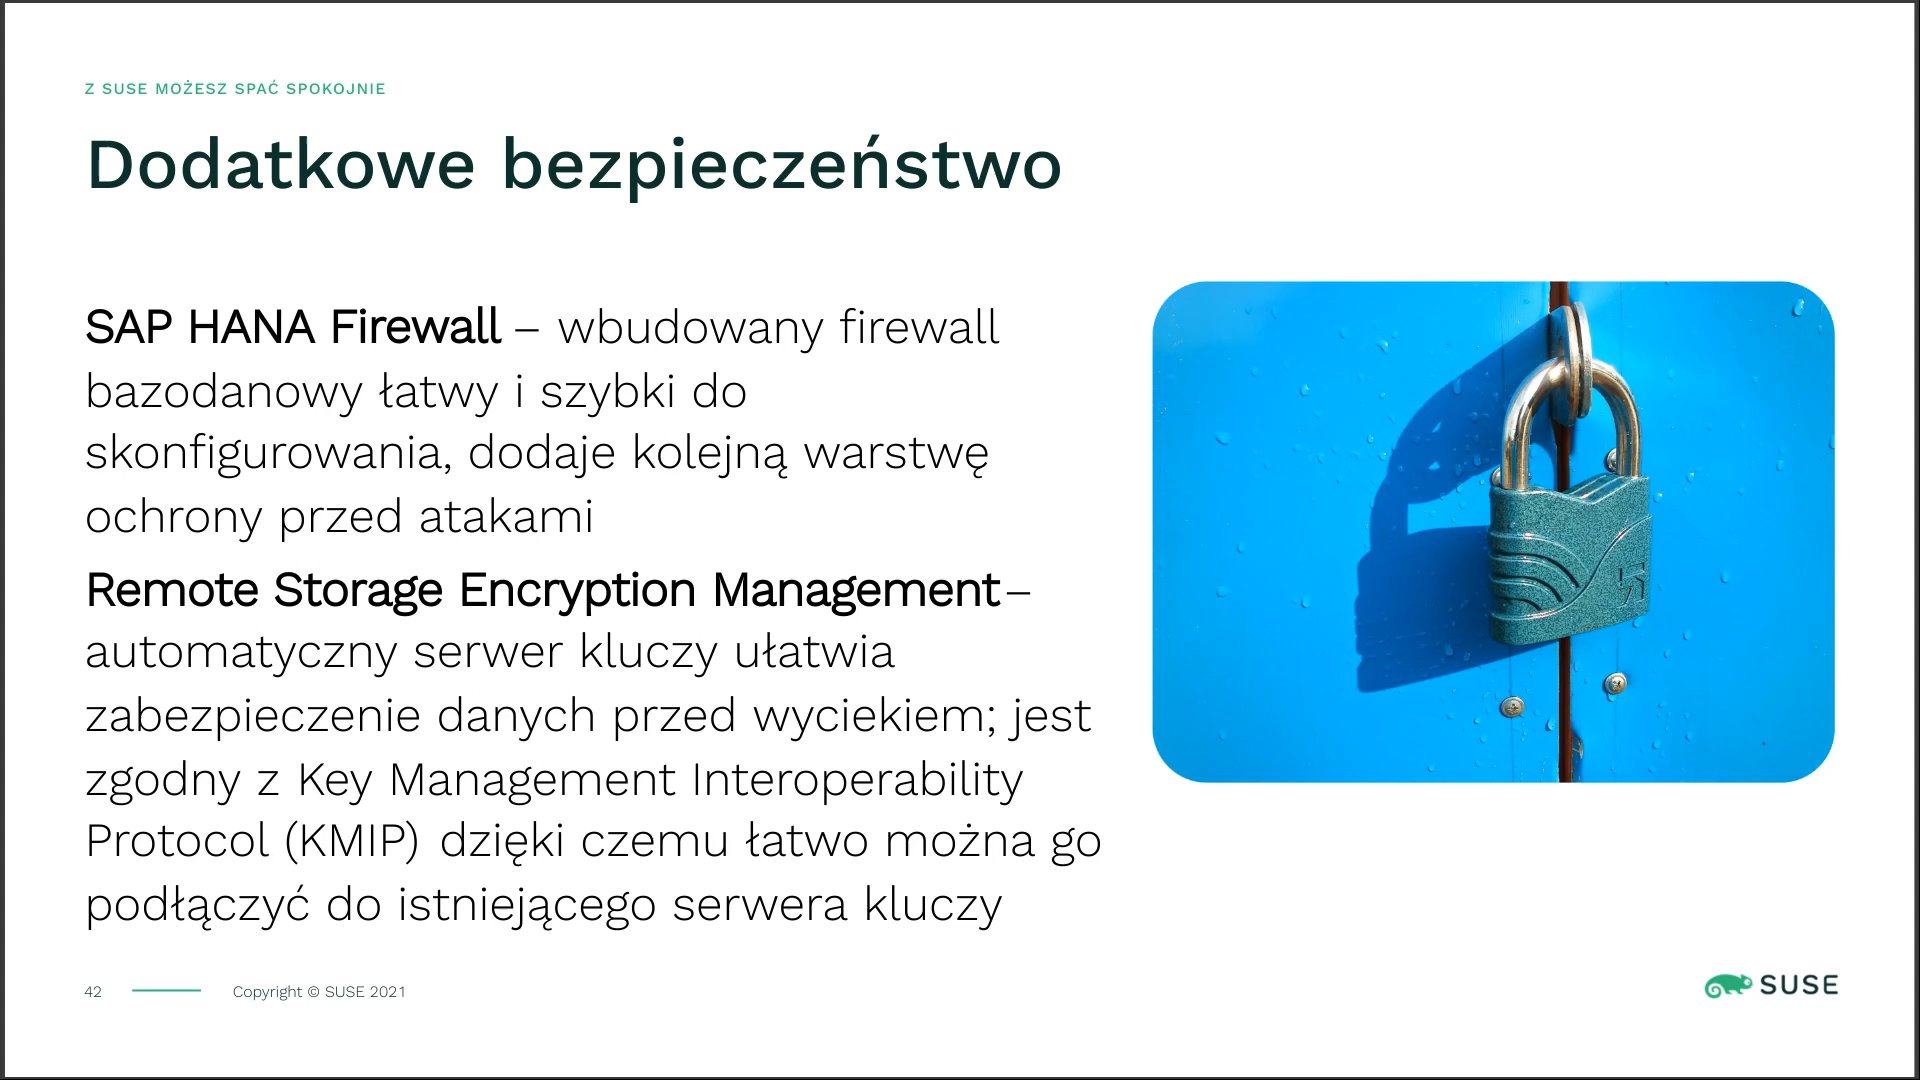 Z SUSE MOŻESZ SPAĆ SPOKOJNIE
Dodatkowe bezpieczeństwo
SAP HANA Firewall – wbudowany firewall
bazodanowy łatwy i szybki do
skonfigurowania, dodaje kolejną warstwę
ochrony przed atakami
Remote Storage Encryption Management –
automatyczny serwer kluczy ułatwia
zabezpieczenie danych przed wyciekiem; jest
zgodny z Key Management Interoperability
Protocol (KMIP) dzięki czemu łatwo można go
podłączyć do istniejącego serwera kluczy
42 Copyright © SUSE 2021
SUSE